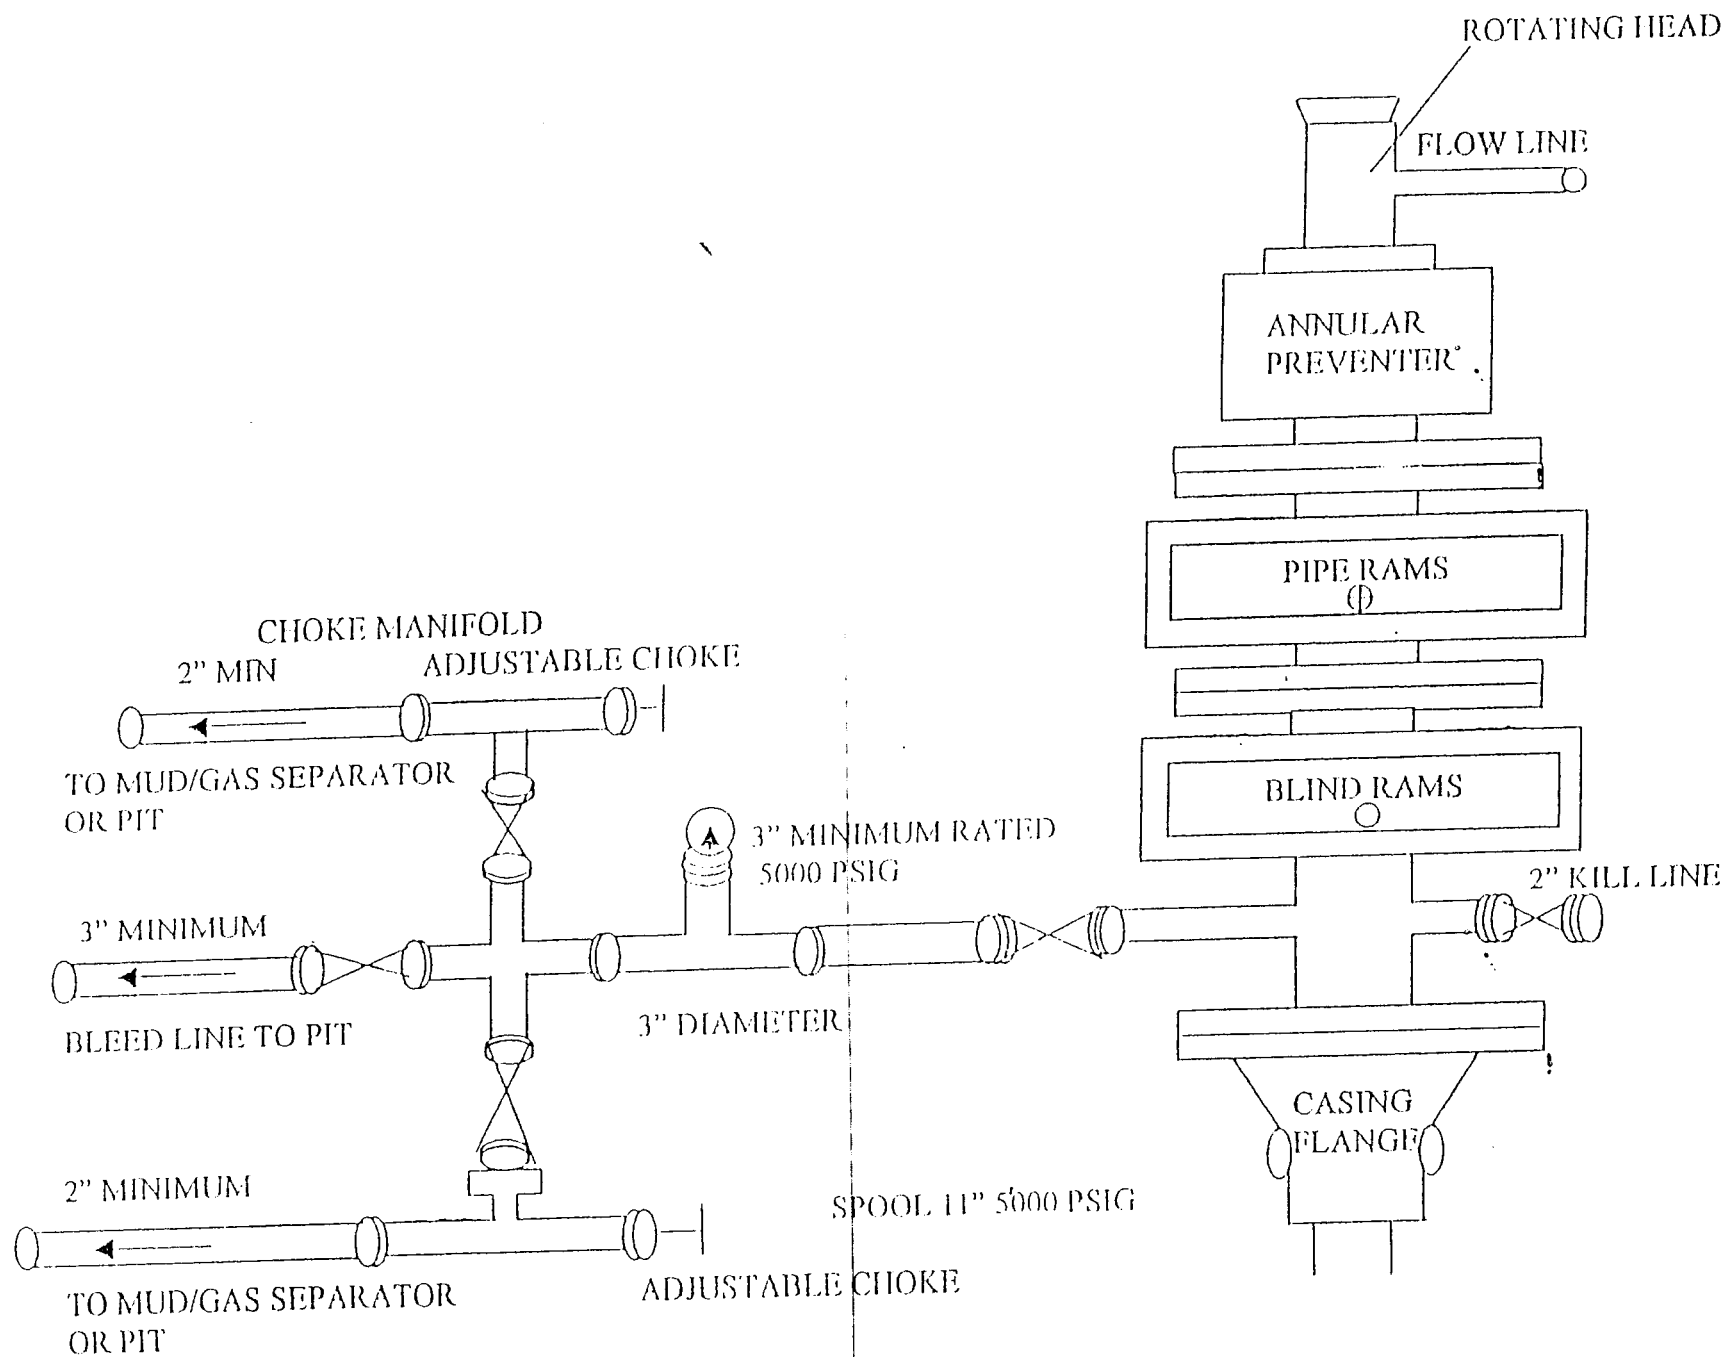 ROTATING HEAD
FLOW LINE
ANNULAR
PREVENTER
PIPE RAMS
BLIND RAMS
2" KILL LINE
CASING
FLANGE
CHOKE MANIFOLD
2" MIN
ADJUSTABLE CHOKE
TO MUD/GAS SEPARATOR
OR PIT
3" MINIMUM RATED
5000 PSIG
3" MINIMUM
BLEED LINE TO PIT
3" DIAMETER
2" MINIMUM
SPOOL 11" 5000 PSIG
ADJUSTABLE CHOKE
TO MUD/GAS SEPARATOR
OR PIT